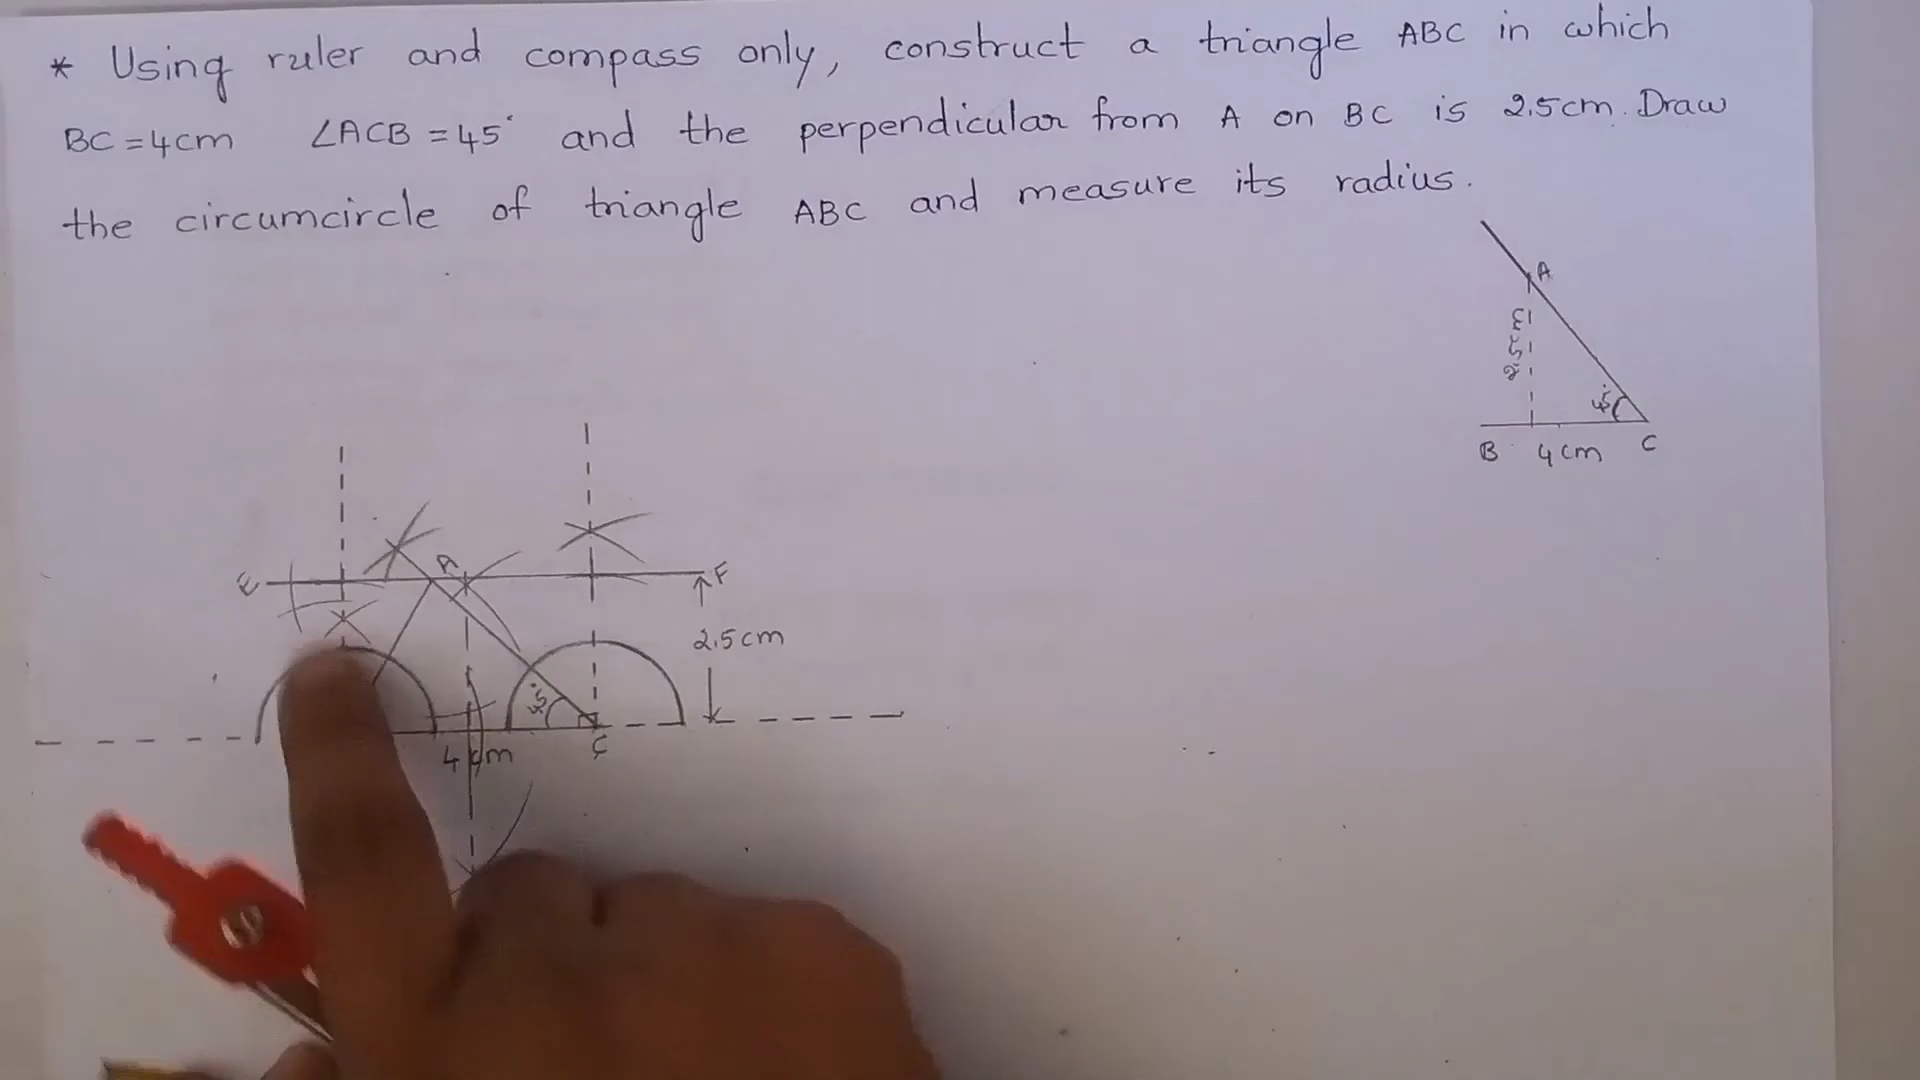 * Using ruler and compass only, construct a triangle ABC in which
BC = 4cm ∠ACB = 45° and the perpendicular from A on BC is 2.5cm. Draw
the circumcircle of triangle ABC and measure its radius.
A
2.5cm
45°
B 4cm C
A
E F
2.5cm
45°
4cm C